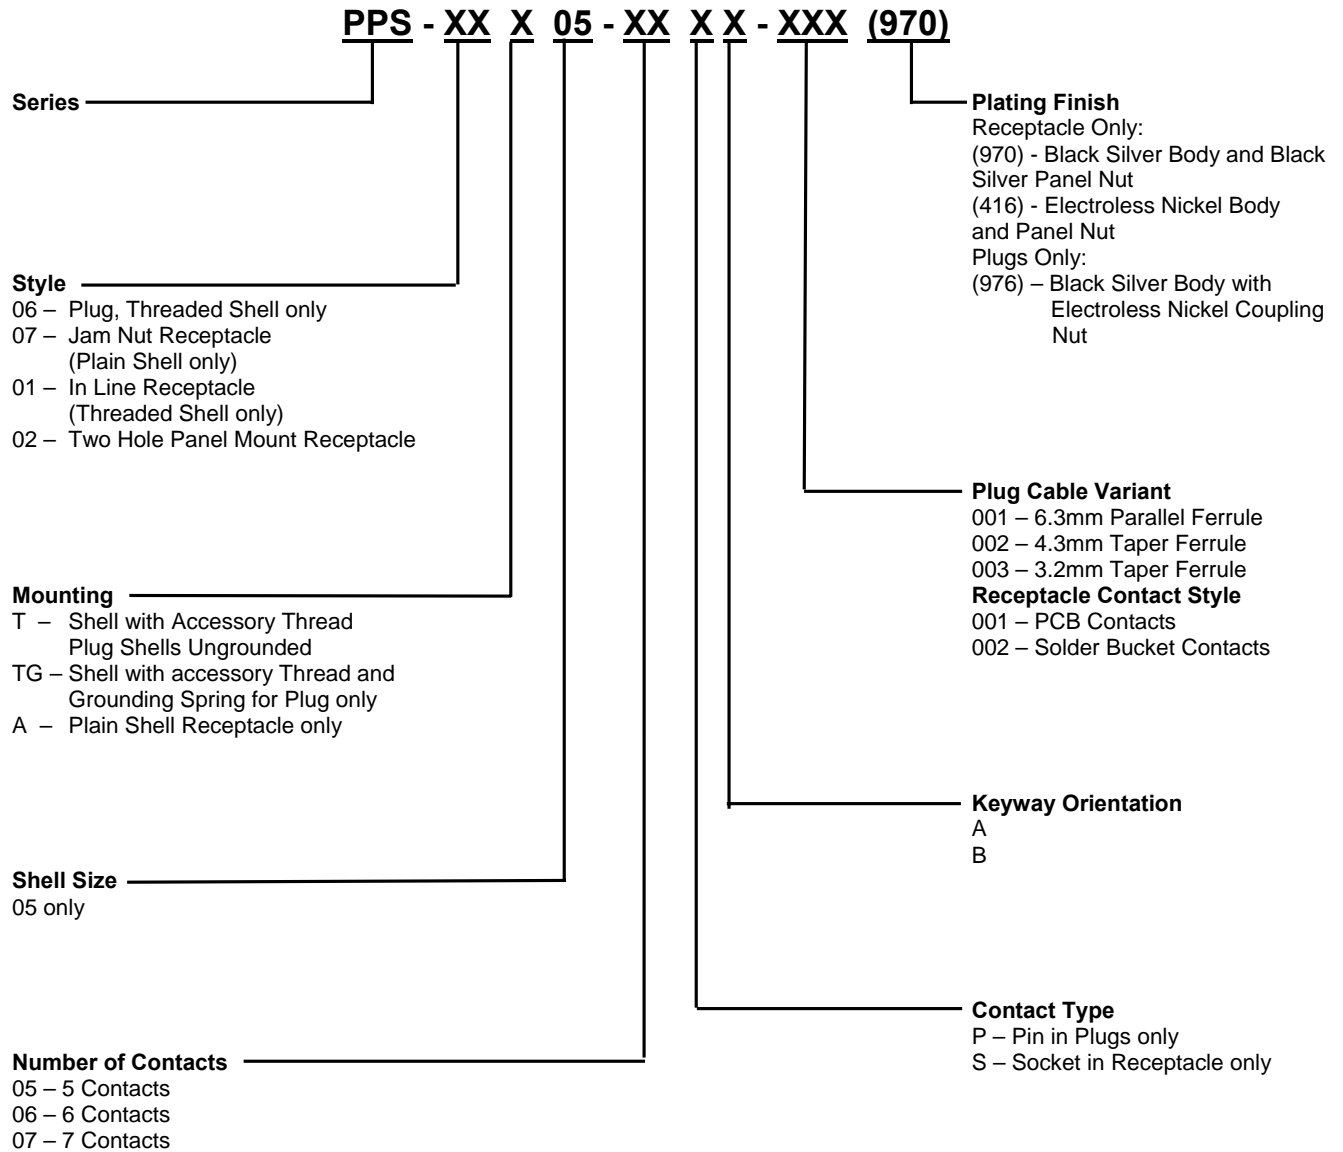 PPS - XX X 05 - XX X X - XXX (970)
Series
Style
06 – Plug, Threaded Shell only
07 – Jam Nut Receptacle
(Plain Shell only)
01 – In Line Receptacle
(Threaded Shell only)
02 – Two Hole Panel Mount Receptacle
Mounting
T – Shell with Accessory Thread
Plug Shells Ungrounded
TG – Shell with accessory Thread and
Grounding Spring for Plug only
A – Plain Shell Receptacle only
Shell Size
05 only
Number of Contacts
05 – 5 Contacts
06 – 6 Contacts
07 – 7 Contacts
Plating Finish
Receptacle Only:
(970) - Black Silver Body and Black
Silver Panel Nut
(416) - Electroless Nickel Body
and Panel Nut
Plugs Only:
(976) – Black Silver Body with
Electroless Nickel Coupling
Nut
Plug Cable Variant
001 – 6.3mm Parallel Ferrule
002 – 4.3mm Taper Ferrule
003 – 3.2mm Taper Ferrule
Receptacle Contact Style
001 – PCB Contacts
002 – Solder Bucket Contacts
Keyway Orientation
A
B
Contact Type
P – Pin in Plugs only
S – Socket in Receptacle only